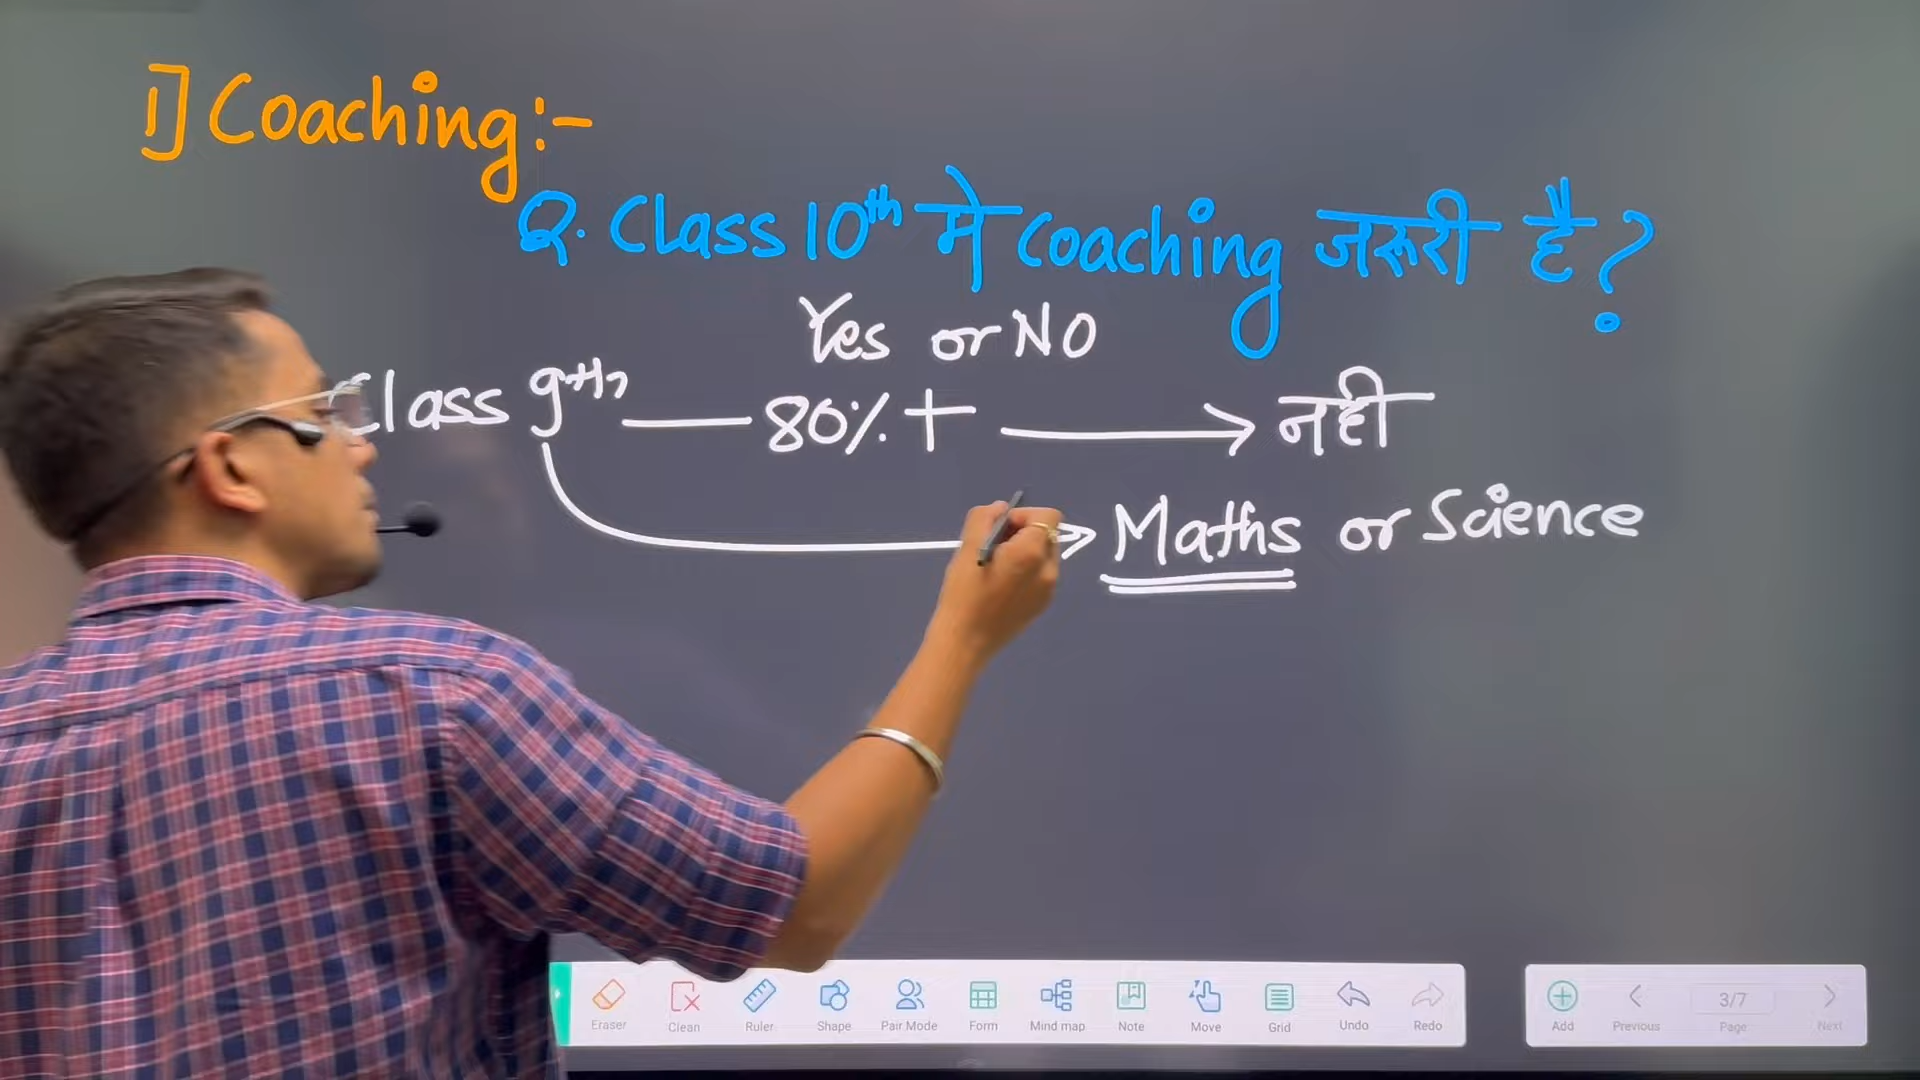 1] Coaching:-
Q. Class 10th मे coaching जरूरी है ?
Yes or NO
Class 9th — 80% + → नही
→ Maths or Science
Eraser Clean Ruler Shape Pair Mode Form Mind map Note Move Grid Undo Redo
Add Previous 3/7 Page Next